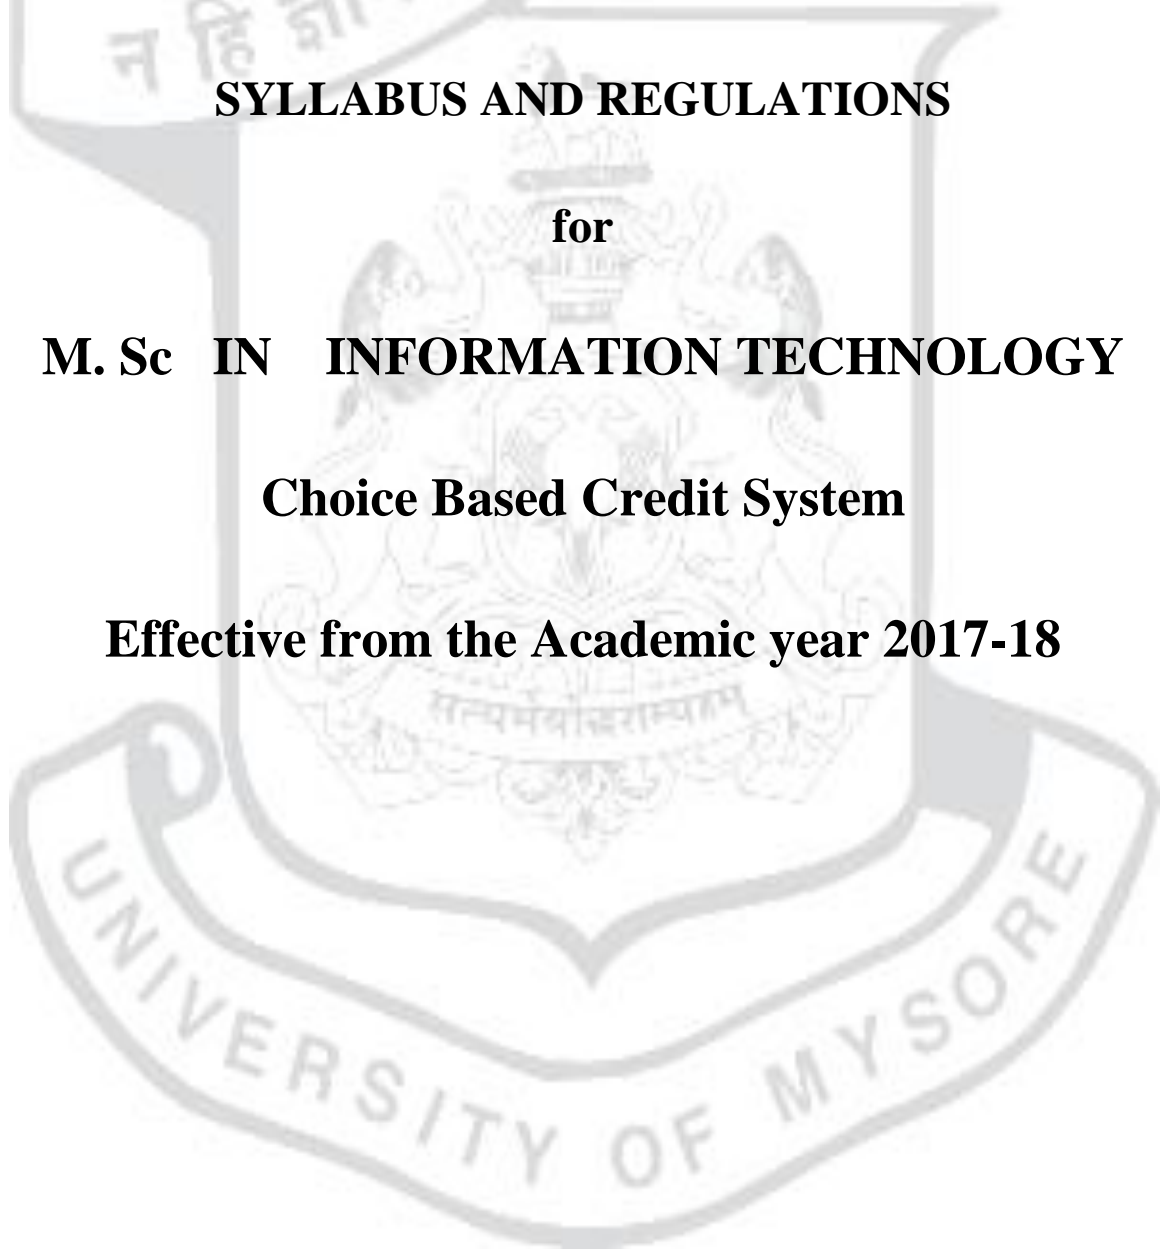 न हि ज्ञा
SYLLABUS AND REGULATIONS
for
M. Sc IN INFORMATION TECHNOLOGY
Choice Based Credit System
Effective from the Academic year 2017-18
UNIVERSITY OF MYSORE